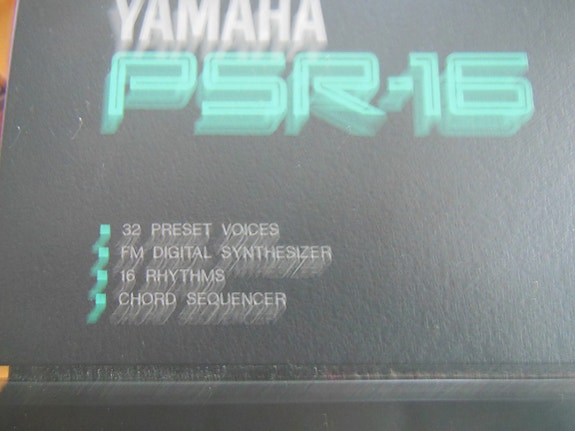 YAMAHA
PSR-16
32 PRESET VOICES
FM DIGITAL SYNTHESIZER
16 RHYTHMS
CHORD SEQUENCER